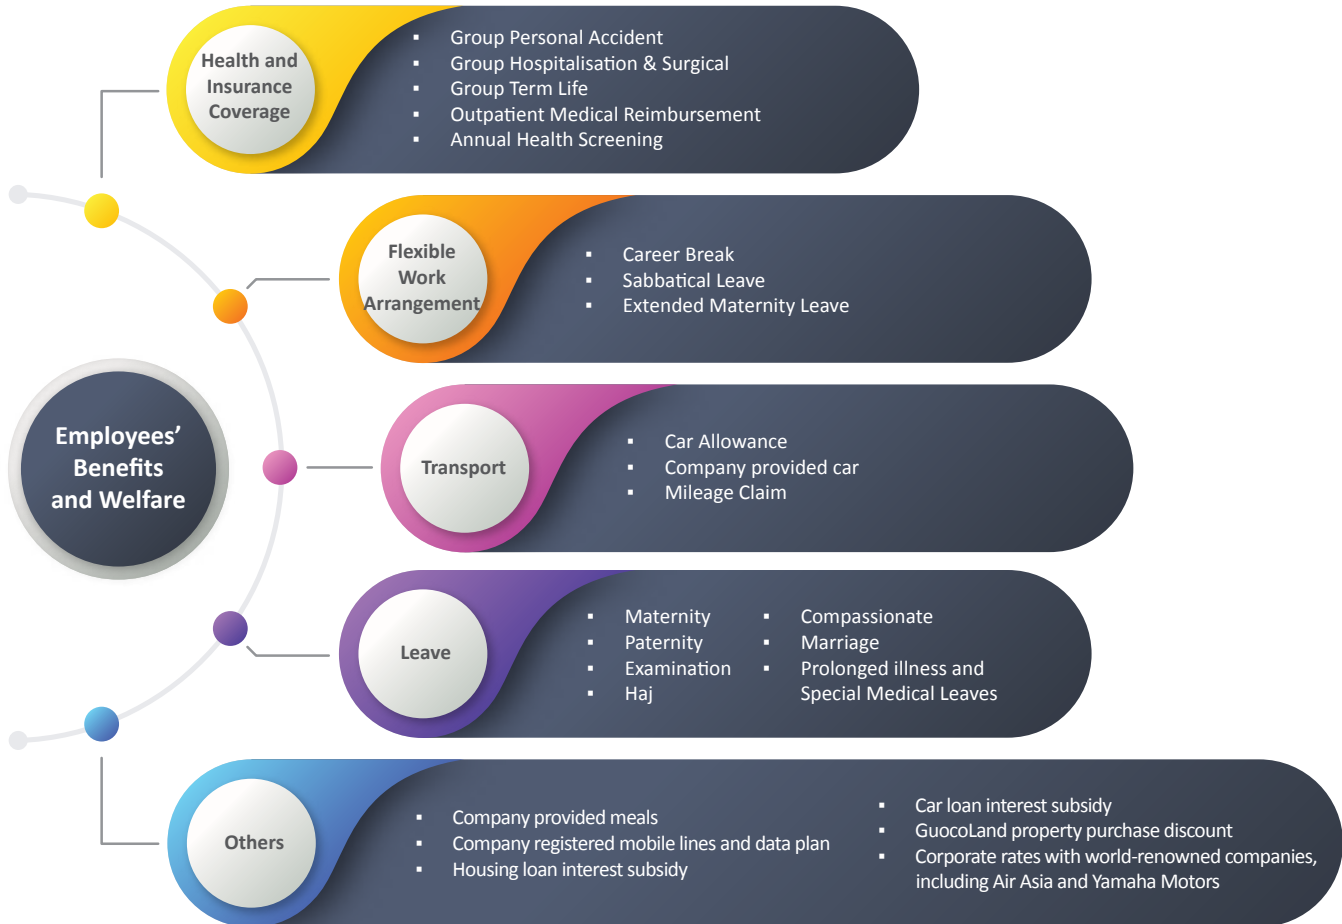 Health and
Insurance
Coverage
▪ Group Personal Accident
▪ Group Hospitalisation & Surgical
▪ Group Term Life
▪ Outpatient Medical Reimbursement
▪ Annual Health Screening
Flexible
Work
Arrangement
▪ Career Break
▪ Sabbatical Leave
▪ Extended Maternity Leave
Employees’
Benefits
and Welfare
Transport
▪ Car Allowance
▪ Company provided car
▪ Mileage Claim
Leave
▪ Maternity
▪ Paternity
▪ Examination
▪ Haj
▪ Compassionate
▪ Marriage
▪ Prolonged illness and
Special Medical Leaves
Others
▪ Company provided meals
▪ Company registered mobile lines and data plan
▪ Housing loan interest subsidy
▪ Car loan interest subsidy
▪ GuocoLand property purchase discount
▪ Corporate rates with world-renowned companies,
including Air Asia and Yamaha Motors